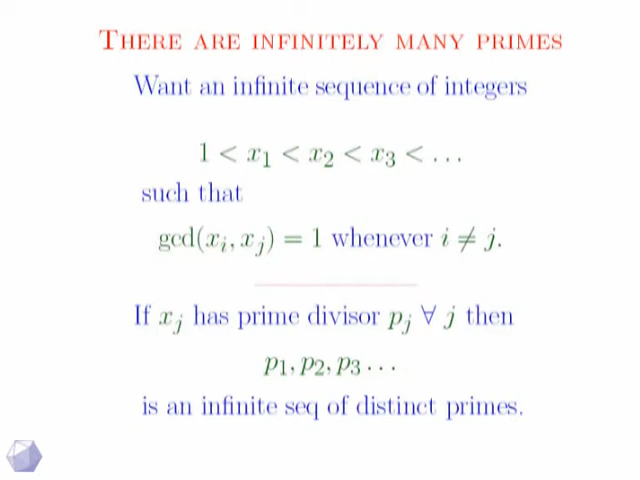 THERE ARE INFINITELY MANY PRIMES
Want an infinite sequence of integers
1 < x₁ < x₂ < x₃ < ...
such that
gcd(xᵢ, xⱼ) = 1 whenever i ≠ j.
If xⱼ has prime divisor pⱼ ∀ j then
p₁, p₂, p₃ ...
is an infinite seq of distinct primes.